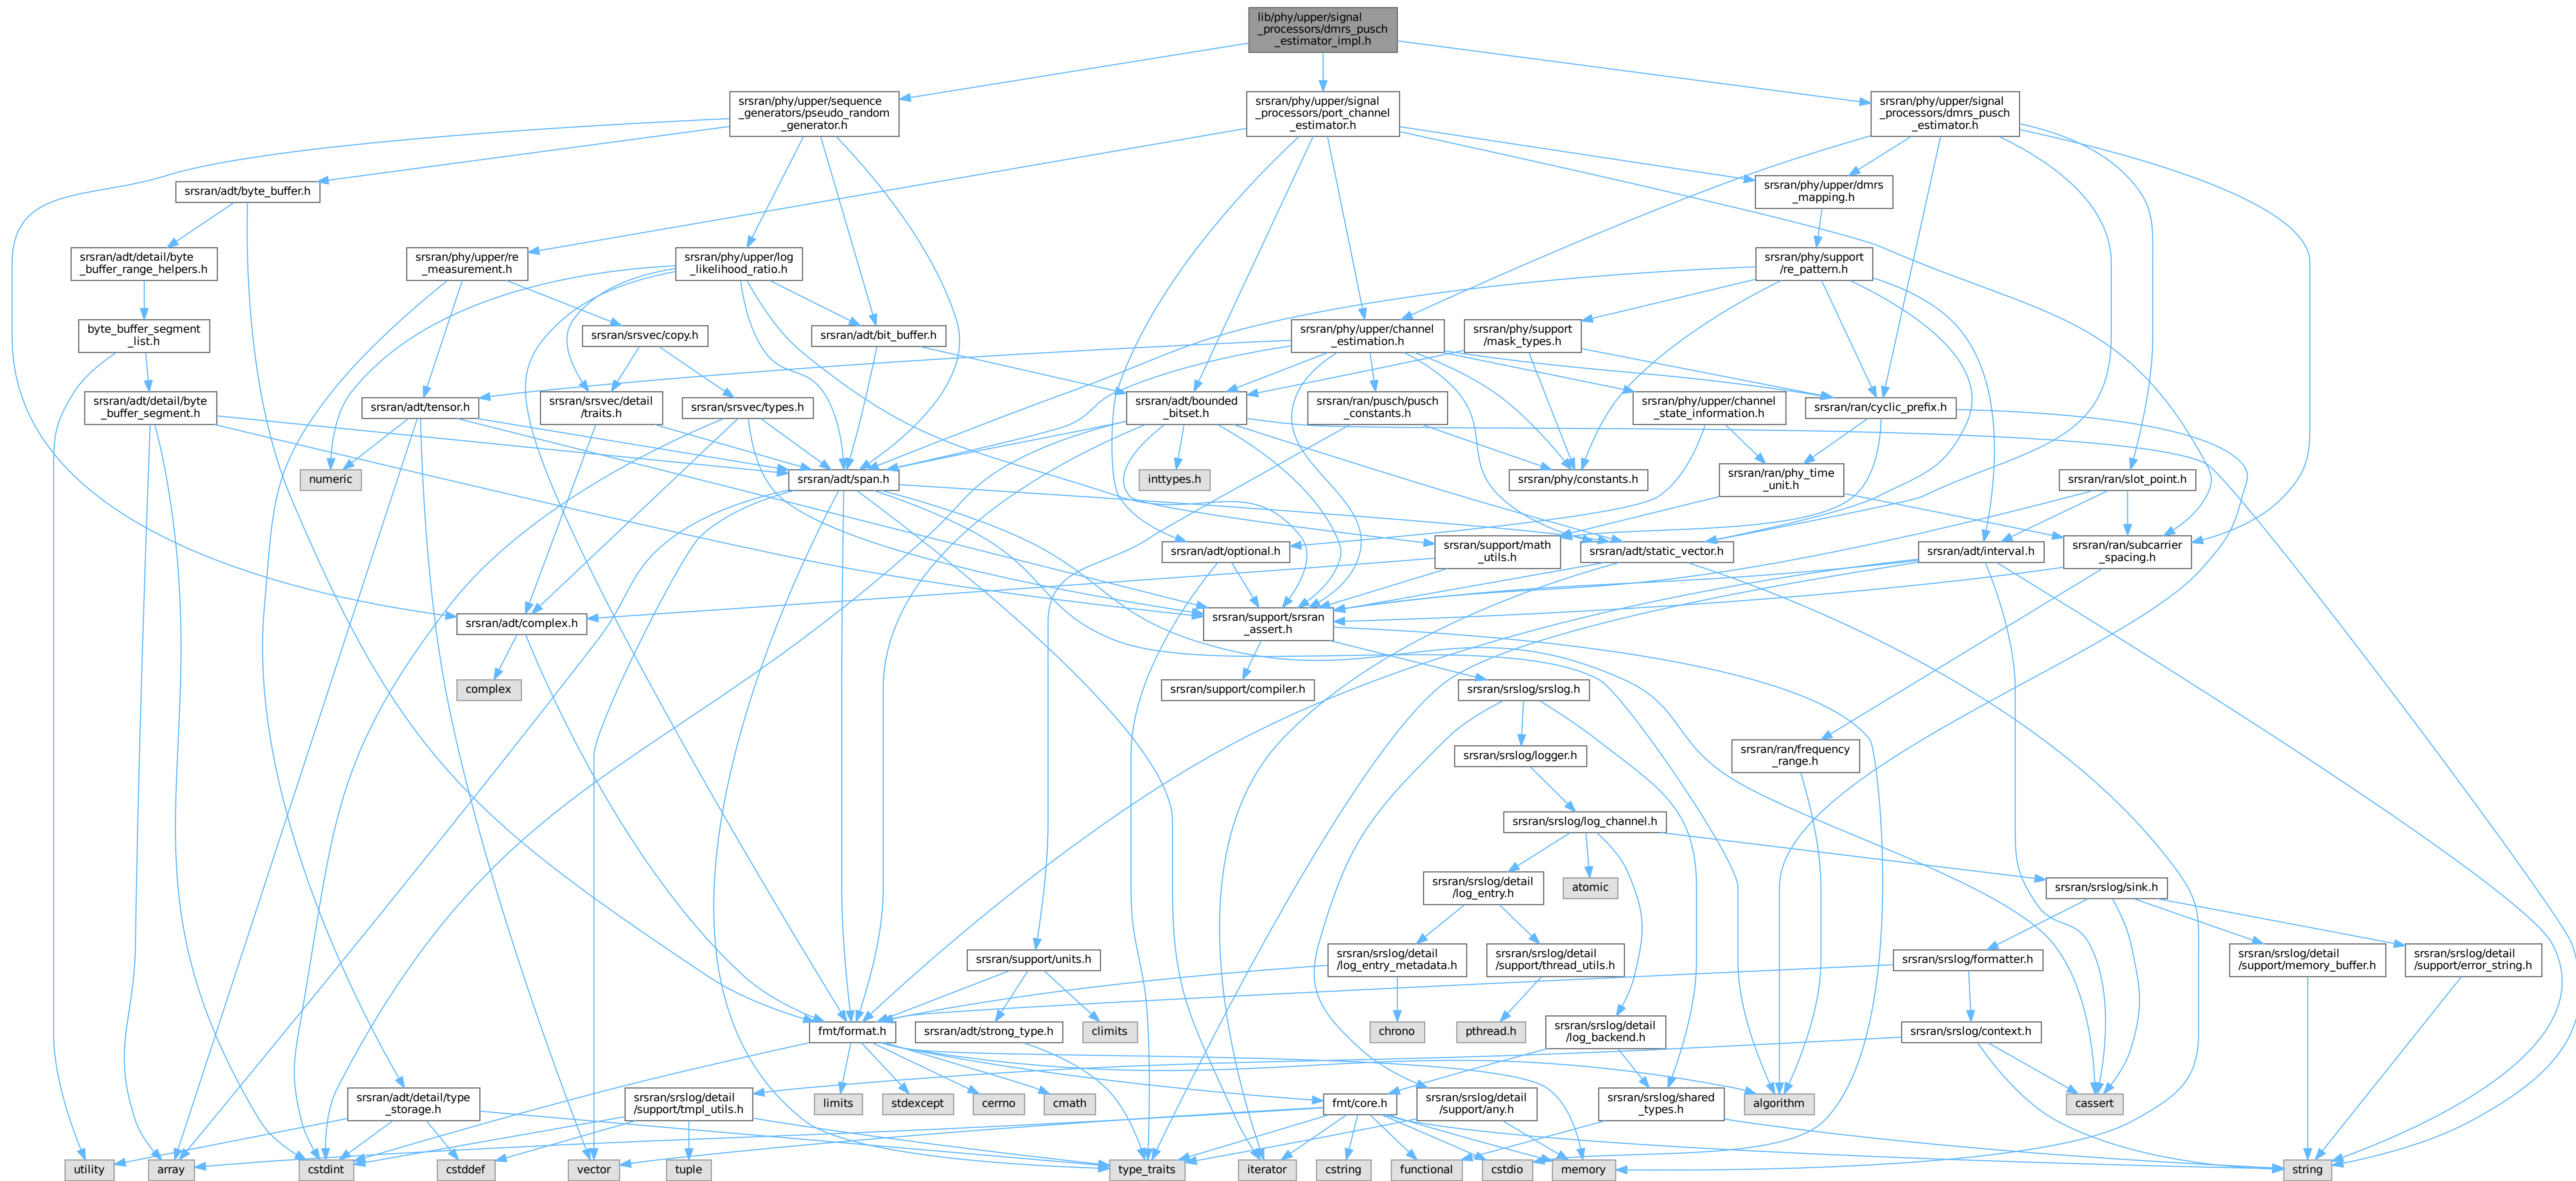 lib/phy/upper/signal
_processors/dmrs_pusch
_estimator_impl.h
srsran/phy/upper/sequence
_generators/pseudo_random
_generator.h
srsran/phy/upper/signal
_processors/port_channel
_estimator.h
srsran/phy/upper/signal
_processors/dmrs_pusch
_estimator.h
srsran/adt/byte_buffer.h
srsran/phy/upper/dmrs
_mapping.h
srsran/adt/detail/byte
_buffer_range_helpers.h
srsran/phy/upper/re
_measurement.h
srsran/phy/upper/log
_likelihood_ratio.h
srsran/phy/support
/re_pattern.h
byte_buffer_segment
_list.h
srsran/srsvec/copy.h
srsran/adt/bit_buffer.h
srsran/phy/upper/channel
_estimation.h
srsran/phy/support
/mask_types.h
srsran/adt/detail/byte
_buffer_segment.h
srsran/adt/tensor.h
srsran/srsvec/detail
/traits.h
srsran/srsvec/types.h
srsran/adt/bounded
_bitset.h
srsran/ran/pusch/pusch
_constants.h
srsran/phy/upper/channel
_state_information.h
srsran/ran/cyclic_prefix.h
numeric
srsran/adt/span.h
inttypes.h
srsran/phy/constants.h
srsran/ran/phy_time
_unit.h
srsran/ran/slot_point.h
srsran/adt/optional.h
srsran/support/math
_utils.h
srsran/adt/static_vector.h
srsran/adt/interval.h
srsran/ran/subcarrier
_spacing.h
srsran/adt/complex.h
srsran/support/srsran
_assert.h
complex
srsran/support/compiler.h
srsran/srslog/srslog.h
srsran/srslog/logger.h
srsran/ran/frequency
_range.h
srsran/srslog/log_channel.h
srsran/srslog/detail
/log_entry.h
atomic
srsran/srslog/sink.h
srsran/support/units.h
srsran/srslog/detail
/log_entry_metadata.h
srsran/srslog/detail
/support/thread_utils.h
srsran/srslog/formatter.h
srsran/srslog/detail
/support/memory_buffer.h
srsran/srslog/detail
/support/error_string.h
fmt/format.h
srsran/adt/strong_type.h
climits
chrono
pthread.h
srsran/srslog/detail
/log_backend.h
srsran/srslog/context.h
srsran/adt/detail/type
_storage.h
srsran/srslog/detail
/support/tmpl_utils.h
limits
stdexcept
cerrno
cmath
fmt/core.h
srsran/srslog/detail
/support/any.h
srsran/srslog/shared
_types.h
algorithm
cassert
utility
array
cstdint
cstddef
vector
tuple
type_traits
iterator
cstring
functional
cstdio
memory
string